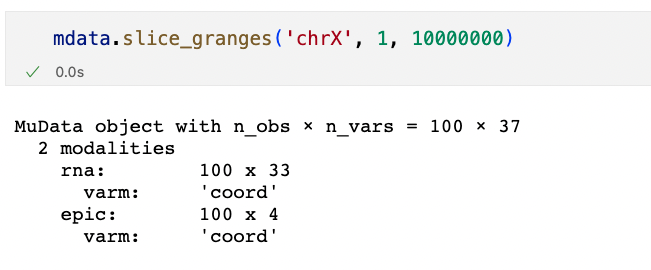 mdata.slice_granges('chrX', 1, 10000000)
✓ 0.0s
MuData object with n_obs × n_vars = 100 × 37
  2 modalities
    rna:        100 x 33
      varm:     'coord'
    epic:       100 x 4
      varm:     'coord'